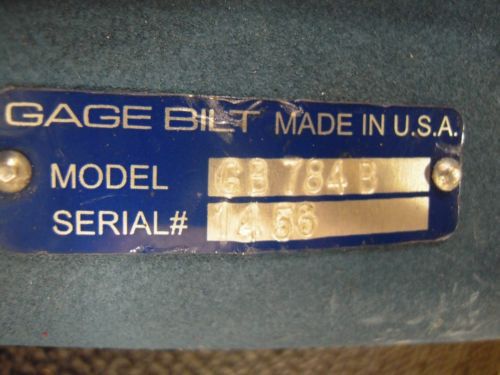 GAGE BILT MADE IN U.S.A.
MODEL GB 784 B
SERIAL# 1456